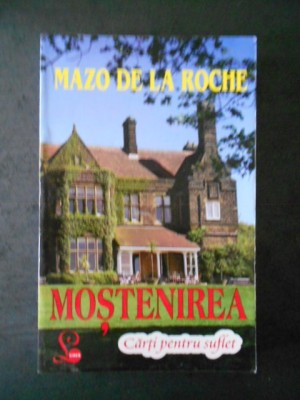 MAZO DE LA ROCHE
MOȘTENIREA
Cărți pentru suflet